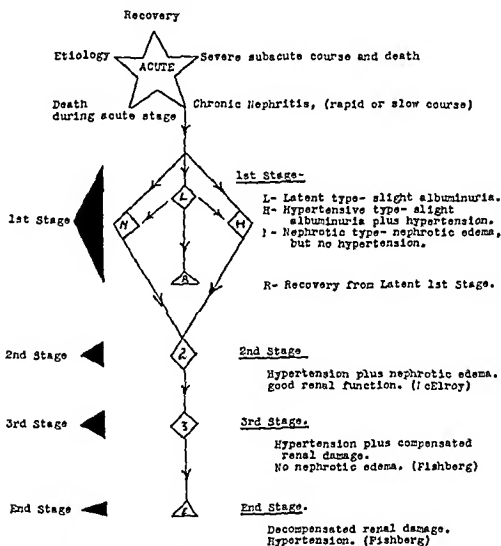 Recovery
Etiology
ACUTE
Severe subacute course and death
Death
during acute stage
Chronic Nephritis, (rapid or slow course)
1st Stage
N
L
H
R
1st Stage-
L- Latent type- slight albuminuria.
H- Hypertensive type- slight
albuminuria plus hypertension.
- Nephrotic type- nephrotic edema,
but no hypertension.
R- Recovery from Latent 1st Stage.
2nd Stage
2
2nd Stage
Hypertension plus nephrotic edema.
good renal function. (McElroy)
3rd Stage
3
3rd Stage.
Hypertension plus compensated
renal damage.
No nephrotic edema. (Fishberg)
End Stage
E
End Stage.
Decompensated renal damage.
Hypertension. (Fishberg)